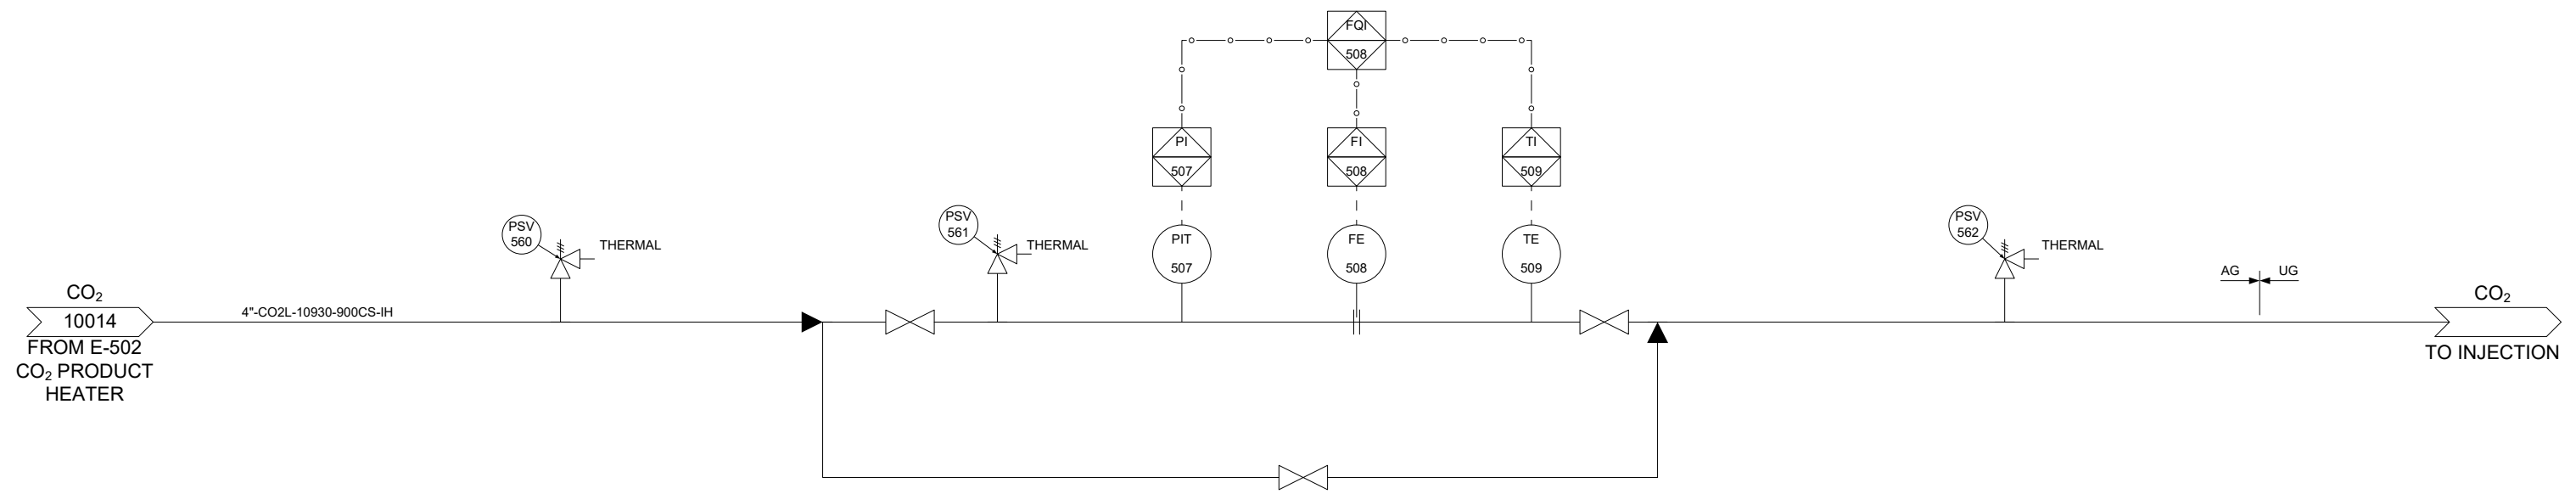 FQI
508
PI
507
FI
508
TI
509
PSV
560
THERMAL
PSV
561
THERMAL
PIT
507
FE
508
TE
509
PSV
562
THERMAL
AG
UG
CO₂
10014
FROM E-502
CO₂ PRODUCT
HEATER
4"-CO2L-10930-900CS-IH
CO₂
TO INJECTION